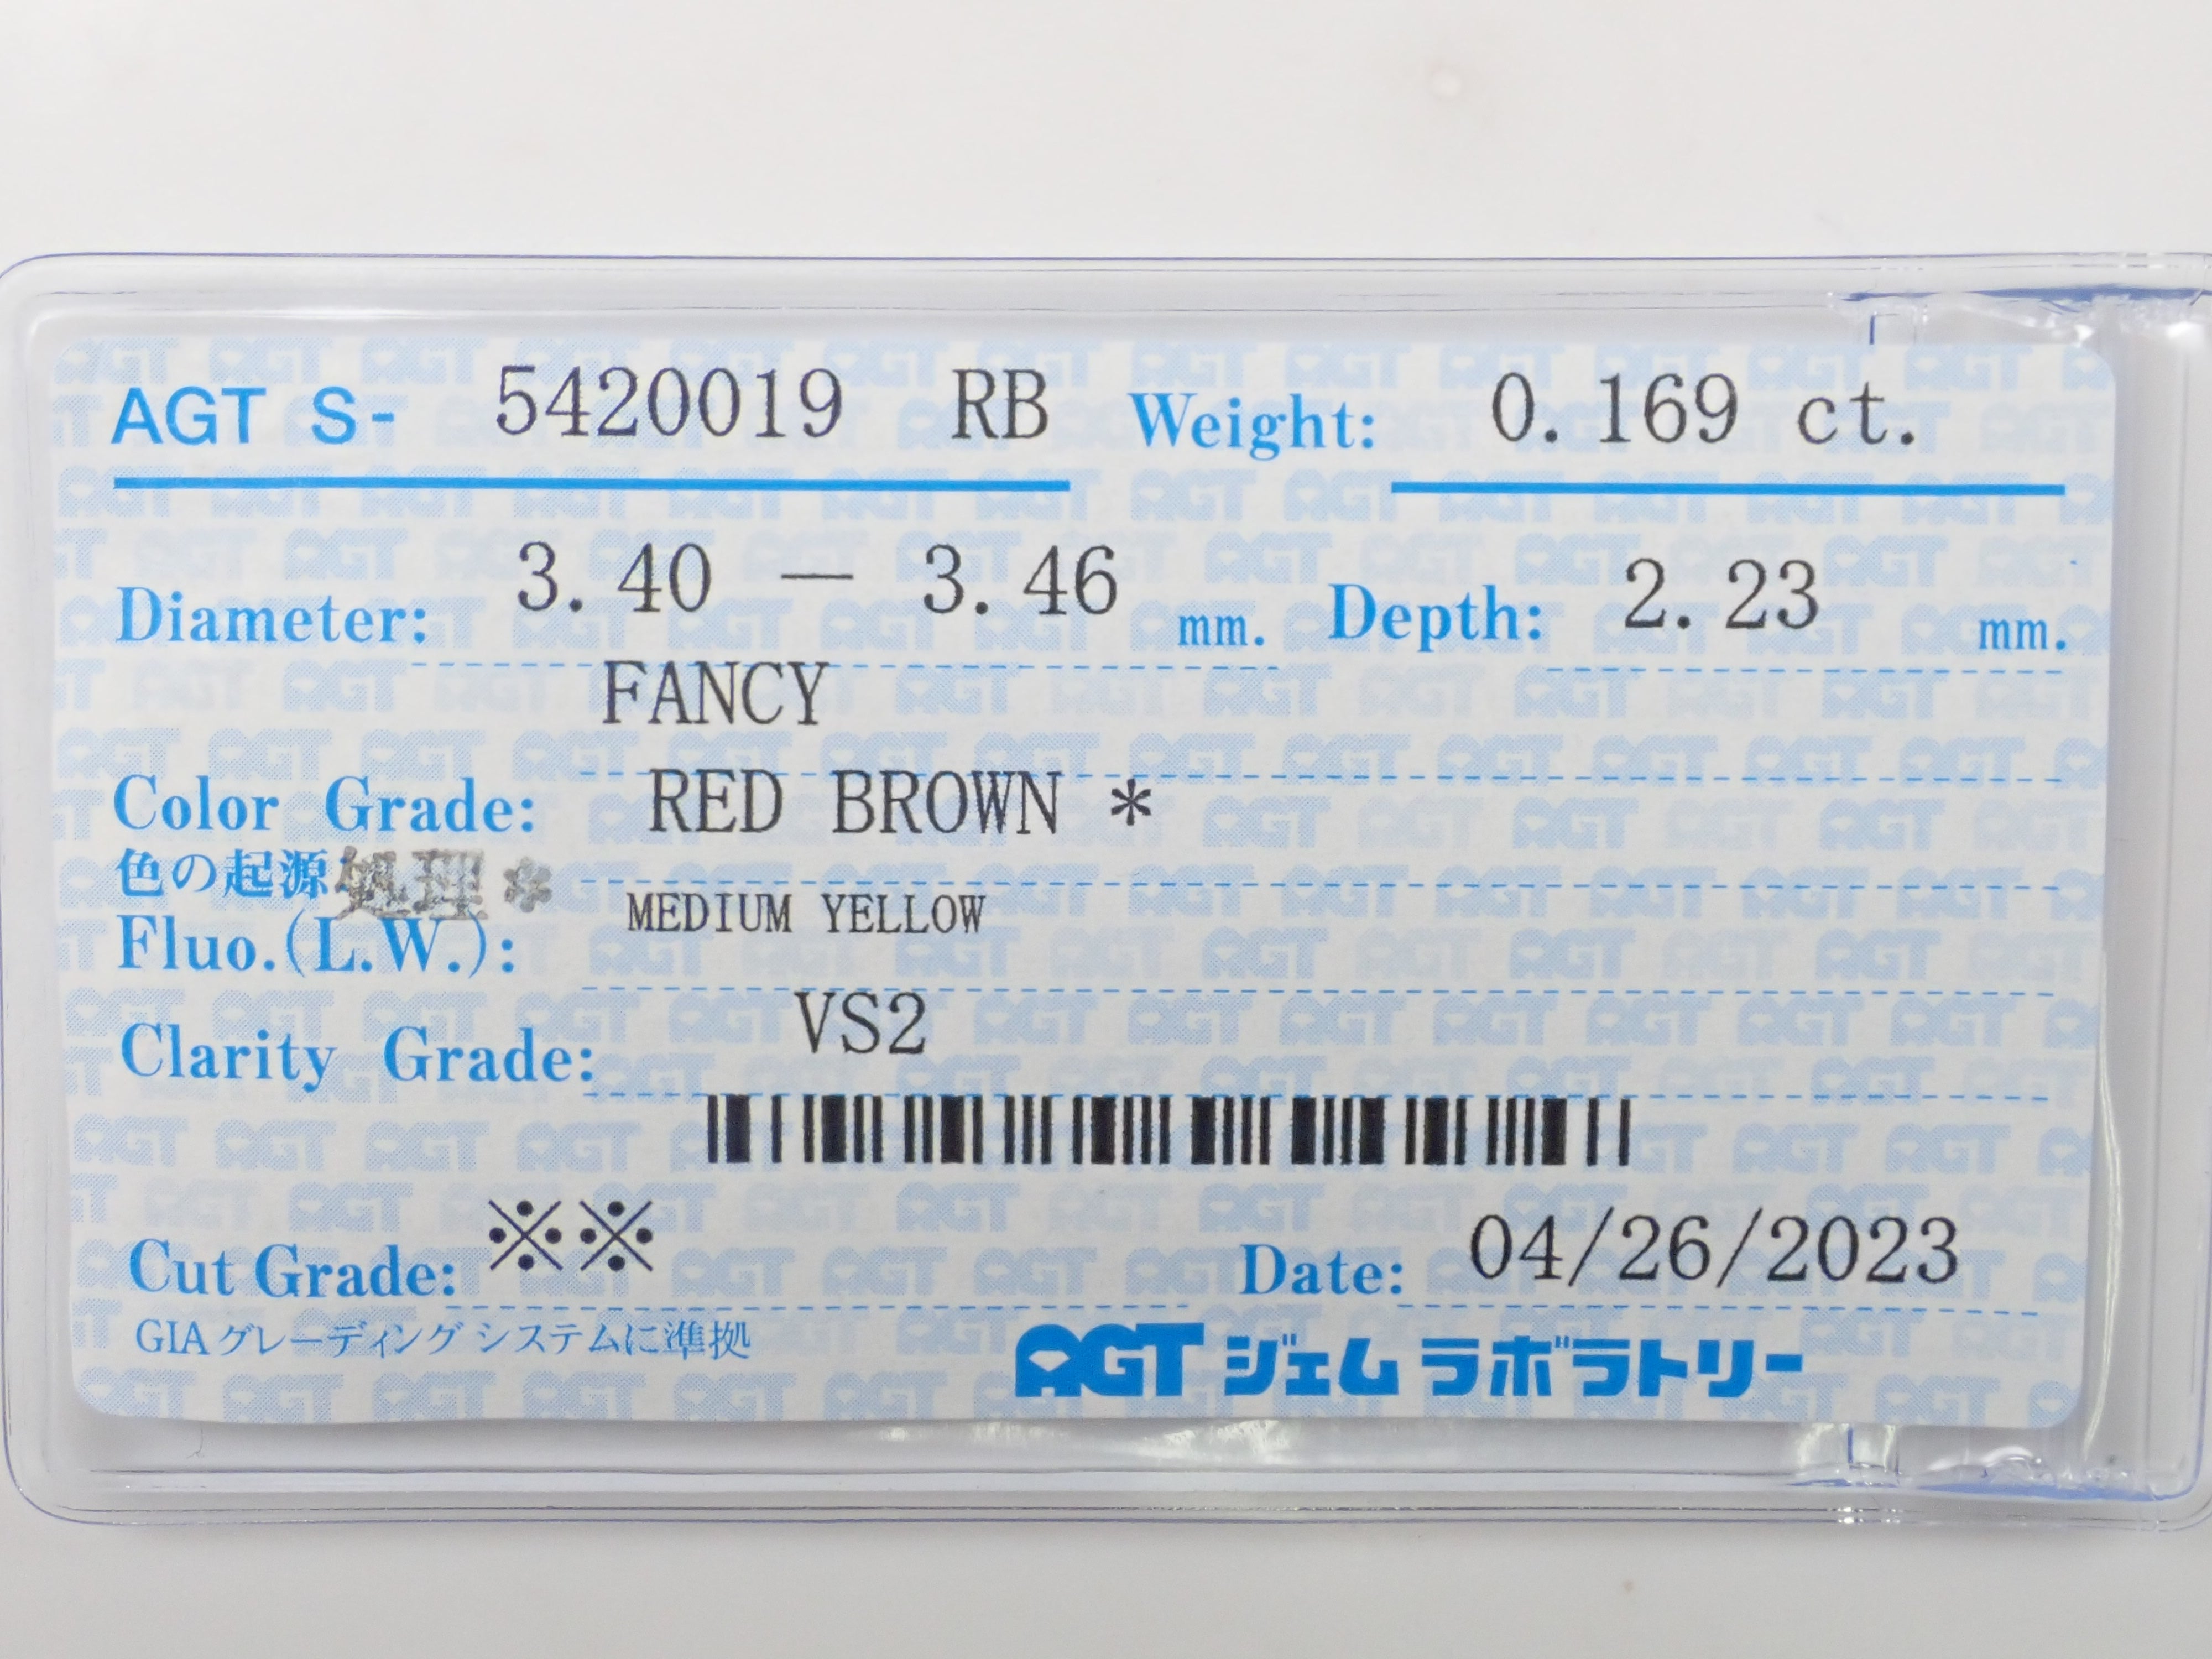 AGT S- 5420019 RB Weight: 0.169 ct.
Diameter: 3.40 — 3.46 mm. Depth: 2.23 mm.
FANCY
Color Grade: RED BROWN *
色の起源: 処理 *
Fluo.(L.W.): MEDIUM YELLOW
Clarity Grade: VS2
Cut Grade: ※※ Date: 04/26/2023
GIAグレーディングシステムに準拠
AGT ジェムラボラトリー